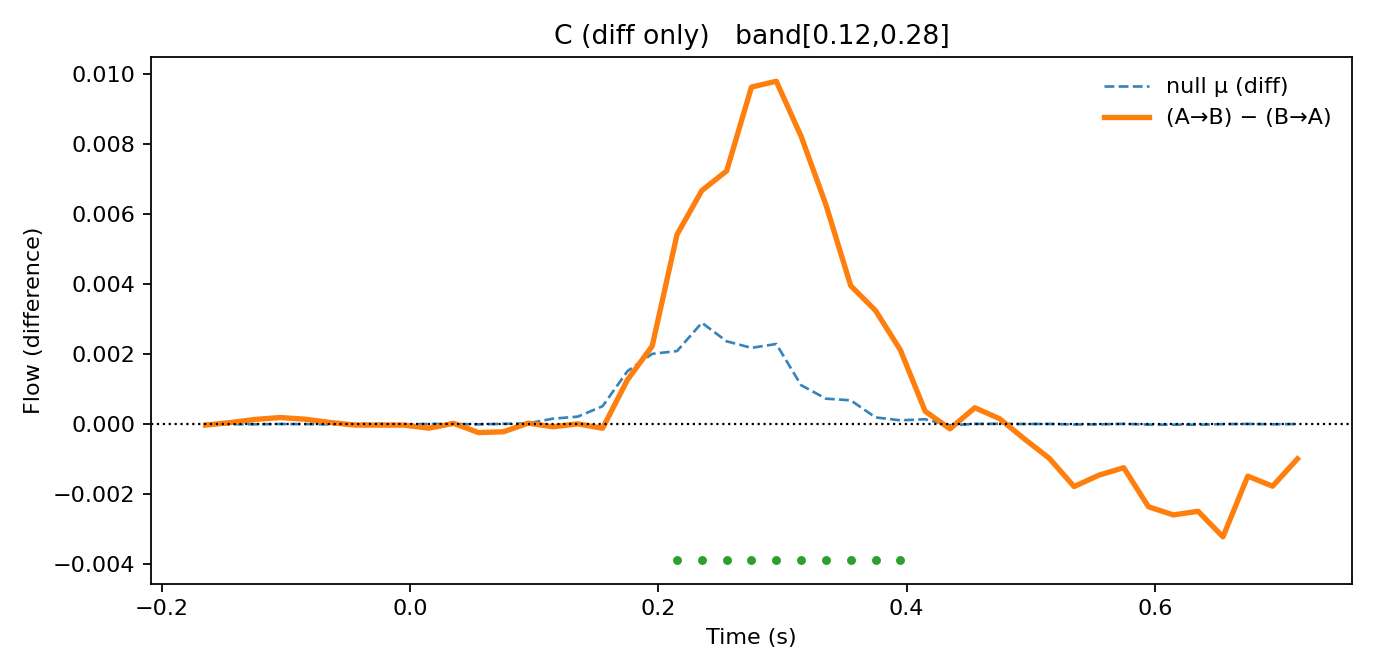 C (diff only)   band[0.12,0.28]
0.010
0.008
0.006
0.004
0.002
0.000
−0.002
−0.004
Flow (difference)
null μ (diff)
(A→B) − (B→A)
−0.2
0.0
0.2
0.4
0.6
Time (s)